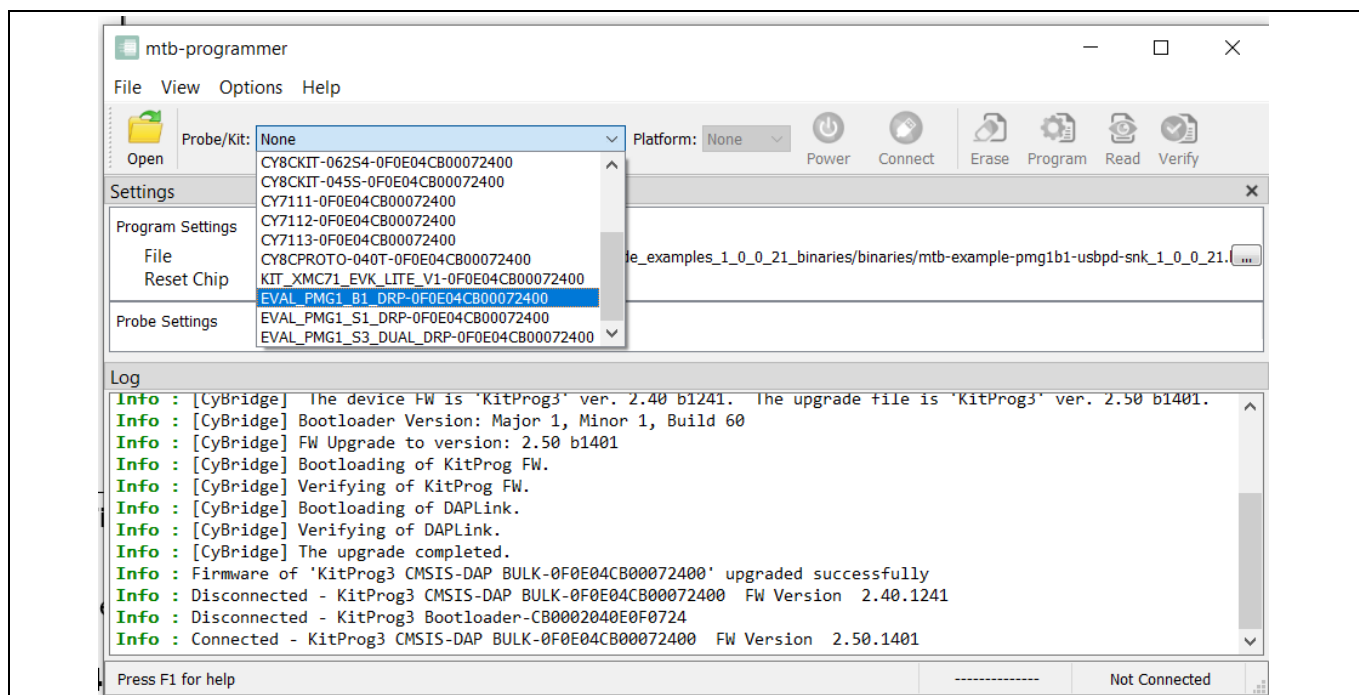 mtb-programmer
File View Options Help
Open Probe/Kit: None Platform: None Power Connect Erase Program Read Verify
CY8CKIT-062S4-0F0E04CB00072400
CY8CKIT-045S-0F0E04CB00072400
Settings
CY7111-0F0E04CB00072400
CY7112-0F0E04CB00072400
Program Settings
CY7113-0F0E04CB00072400
File CY8CPROTO-040T-0F0E04CB00072400 le_examples_1_0_0_21_binaries/binaries/mtb-example-pmg1b1-usbpd-snk_1_0_0_21. ...
Reset Chip KIT_XMC71_EVK_LITE_V1-0F0E04CB00072400
EVAL_PMG1_B1_DRP-0F0E04CB00072400
Probe Settings EVAL_PMG1_S1_DRP-0F0E04CB00072400
EVAL_PMG1_S3_DUAL_DRP-0F0E04CB00072400
Log
Info : [CyBridge] The device FW is 'KitProg3' ver. 2.40 b1241. The upgrade file is 'KitProg3' ver. 2.50 b1401.
Info : [CyBridge] Bootloader Version: Major 1, Minor 1, Build 60
Info : [CyBridge] FW Upgrade to version: 2.50 b1401
Info : [CyBridge] Bootloading of KitProg FW.
Info : [CyBridge] Verifying of KitProg FW.
Info : [CyBridge] Bootloading of DAPLink.
Info : [CyBridge] Verifying of DAPLink.
Info : [CyBridge] The upgrade completed.
Info : Firmware of 'KitProg3 CMSIS-DAP BULK-0F0E04CB00072400' upgraded successfully
Info : Disconnected - KitProg3 CMSIS-DAP BULK-0F0E04CB00072400 FW Version 2.40.1241
Info : Disconnected - KitProg3 Bootloader-CB0002040E0F0724
Info : Connected - KitProg3 CMSIS-DAP BULK-0F0E04CB00072400 FW Version 2.50.1401
Press F1 for help -------------- Not Connected